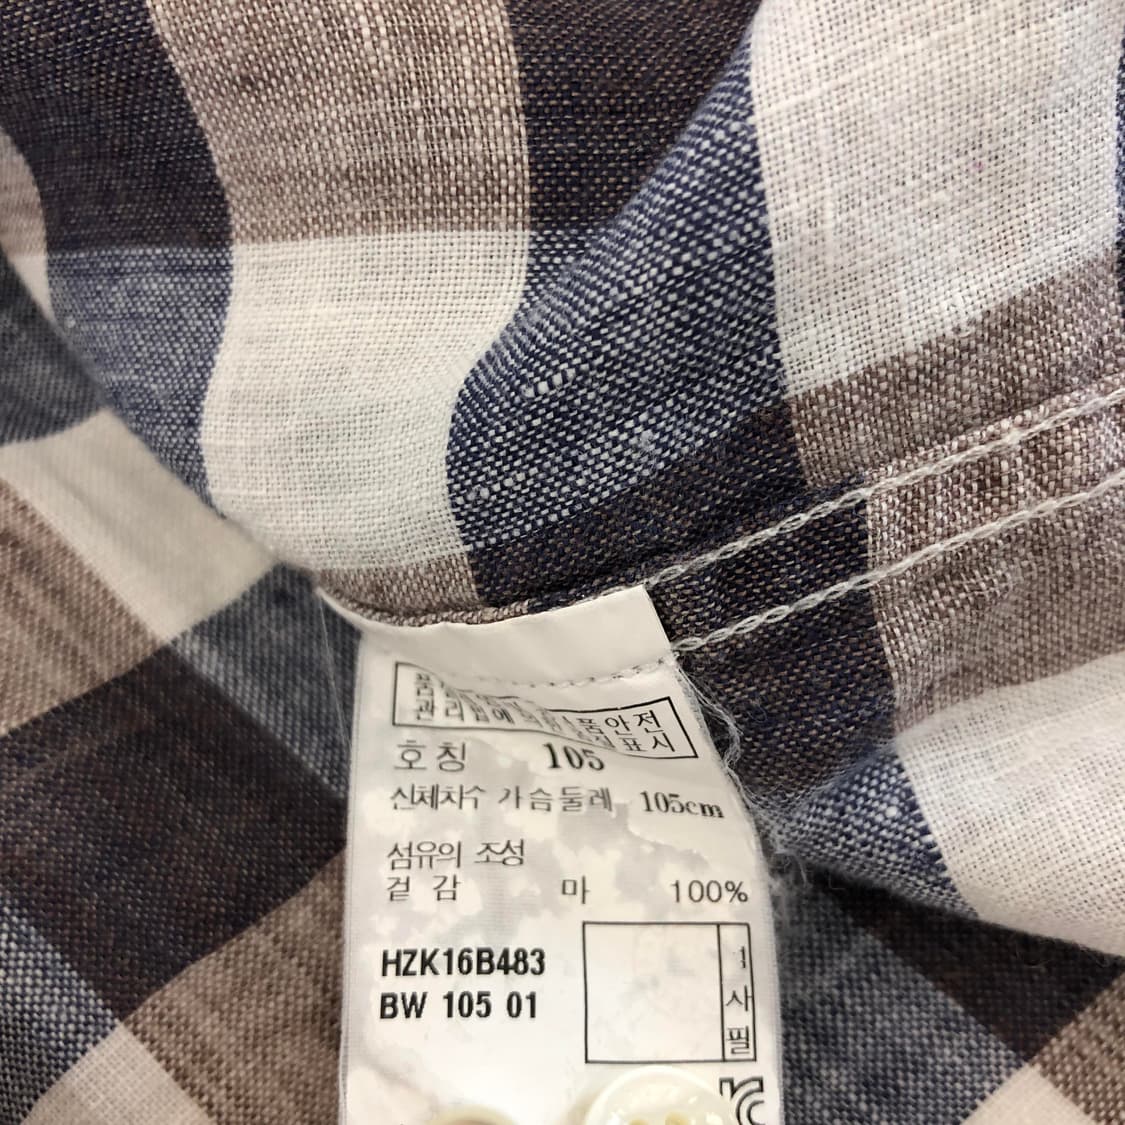 관리법에 의한 품안전
표시
호칭 105
신체치수 가슴둘레 105cm
섬유의 조성
겉감 마 100%
HZK16B483
BW 105 01
사
필